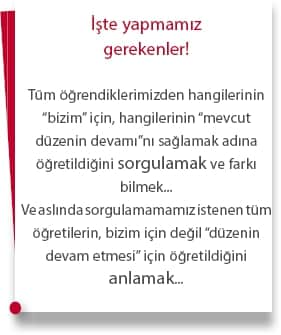 İşte yapmamız
gerekenler!
Tüm öğrendiklerimizden hangilerinin
“bizim” için, hangilerinin “mevcut
düzenin devamı”nı sağlamak adına
öğretildiğini sorgulamak ve farkı
bilmek...
Ve aslında sorgulamamamız istenen tüm
öğretilerin, bizim için değil “düzenin
devam etmesi” için öğretildiğini
anlamak...